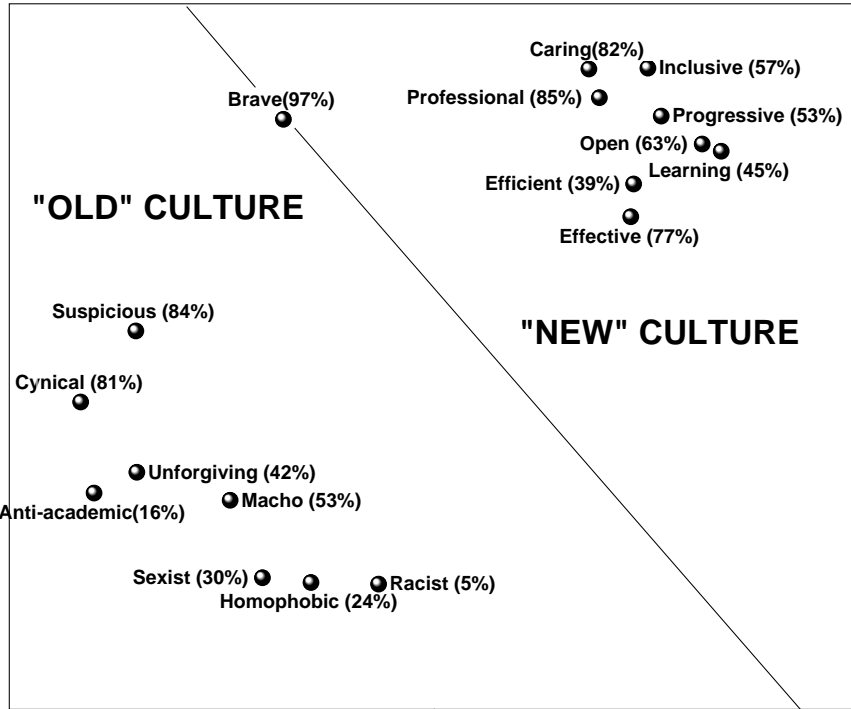 Caring(82%)
Inclusive (57%)
Brave(97%)
Professional (85%)
Progressive (53%)
Open (63%)
Learning (45%)
Efficient (39%)
"OLD" CULTURE
Effective (77%)
Suspicious (84%)
"NEW" CULTURE
Cynical (81%)
Unforgiving (42%)
Anti-academic(16%)
Macho (53%)
Sexist (30%)
Racist (5%)
Homophobic (24%)